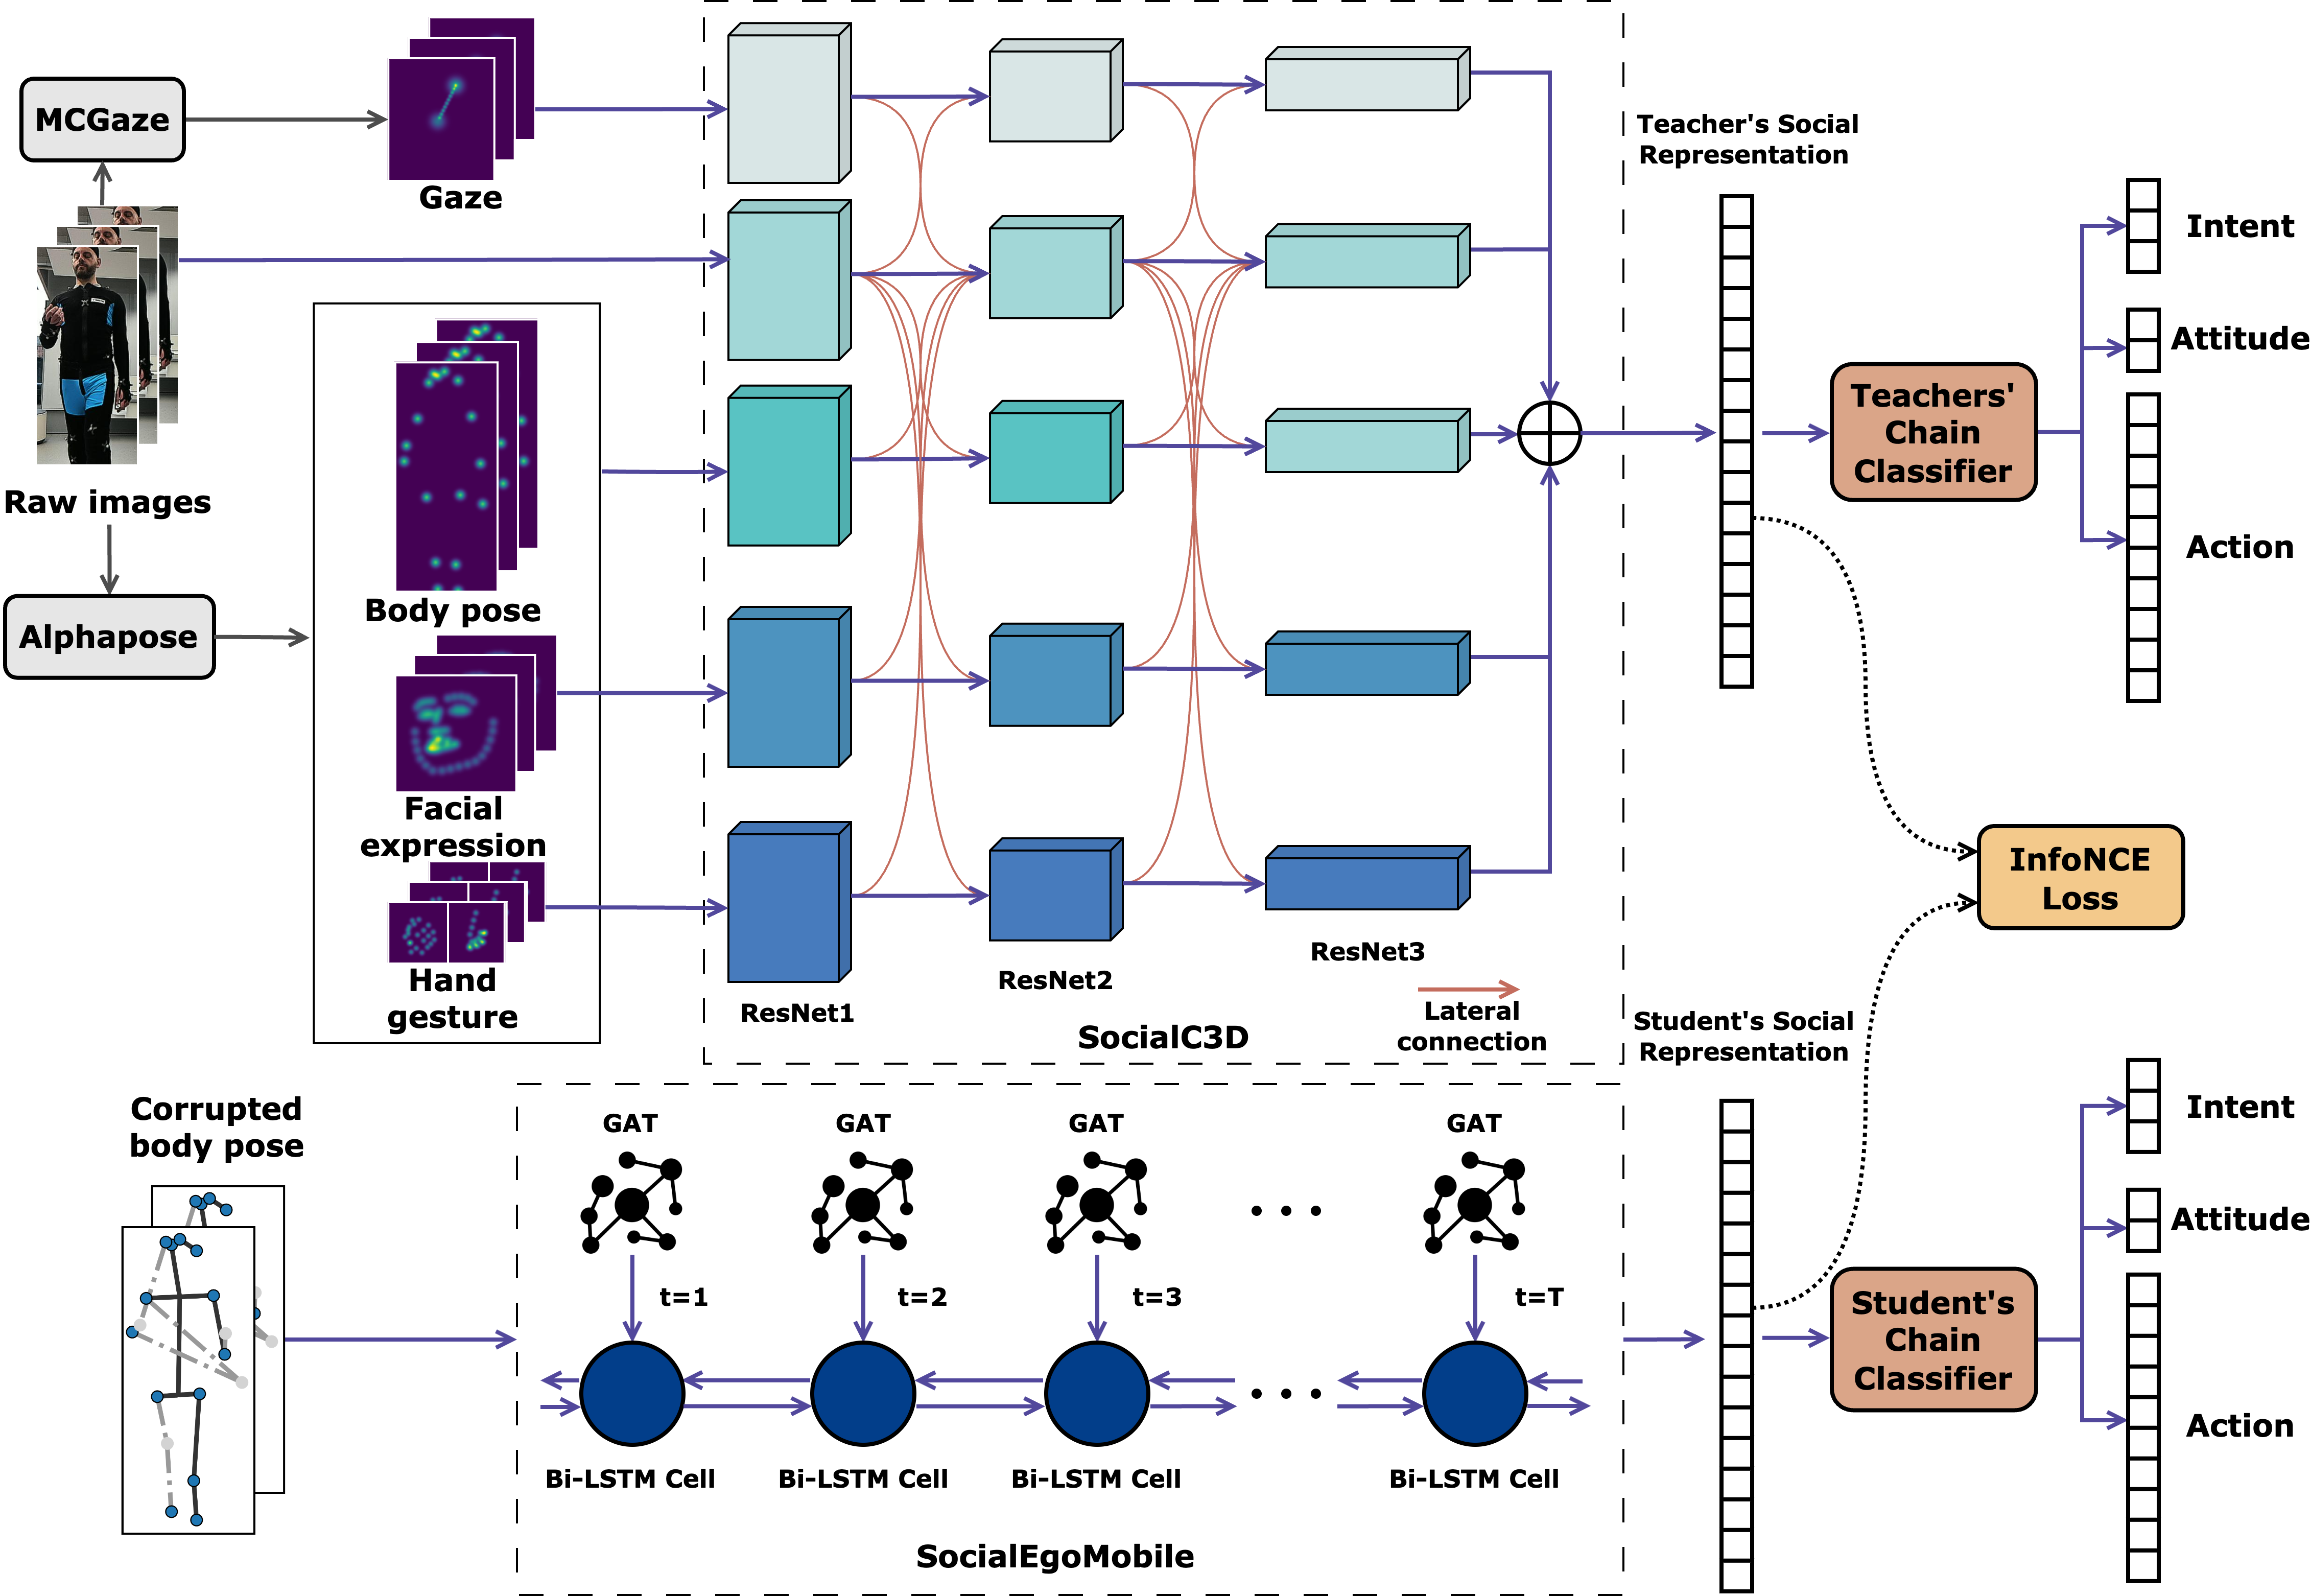 MCGaze
Gaze
Raw images
Alphapose
Body pose
Facial
expression
Hand
gesture
ResNet1
ResNet2
ResNet3
Lateral
connection
SocialC3D
Teacher's Social
Representation
Teachers'
Chain
Classifier
Intent
Attitude
Action
InfoNCE
Loss
Student's Social
Representation
Corrupted
body pose
GAT
GAT
GAT
GAT
t=1
t=2
t=3
t=T
Bi-LSTM Cell
Bi-LSTM Cell
Bi-LSTM Cell
Bi-LSTM Cell
SocialEgoMobile
Student's
Chain
Classifier
Intent
Attitude
Action